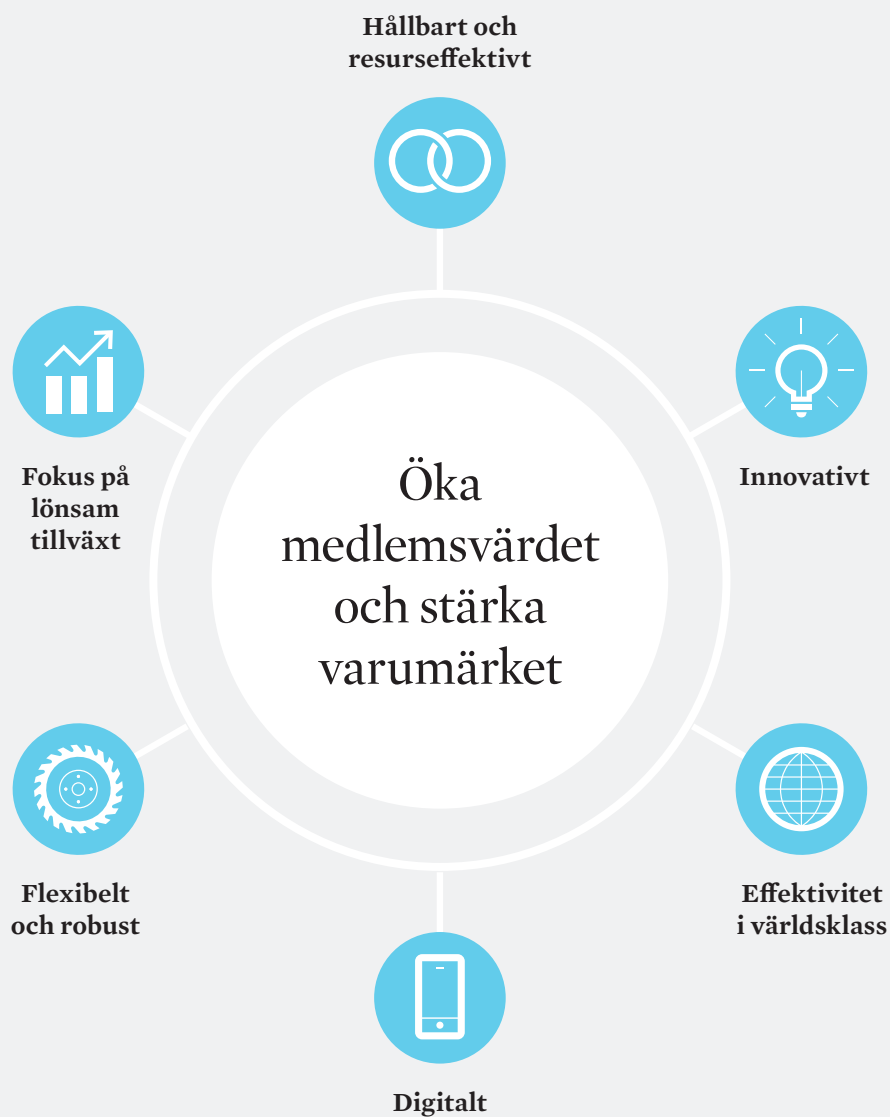 Hållbart och
resurseffektivt
Fokus på
lönsam
tillväxt
Innovativt
Öka
medlemsvärdet
och stärka
varumärket
Flexibelt
och robust
Effektivitet
i världsklass
Digitalt